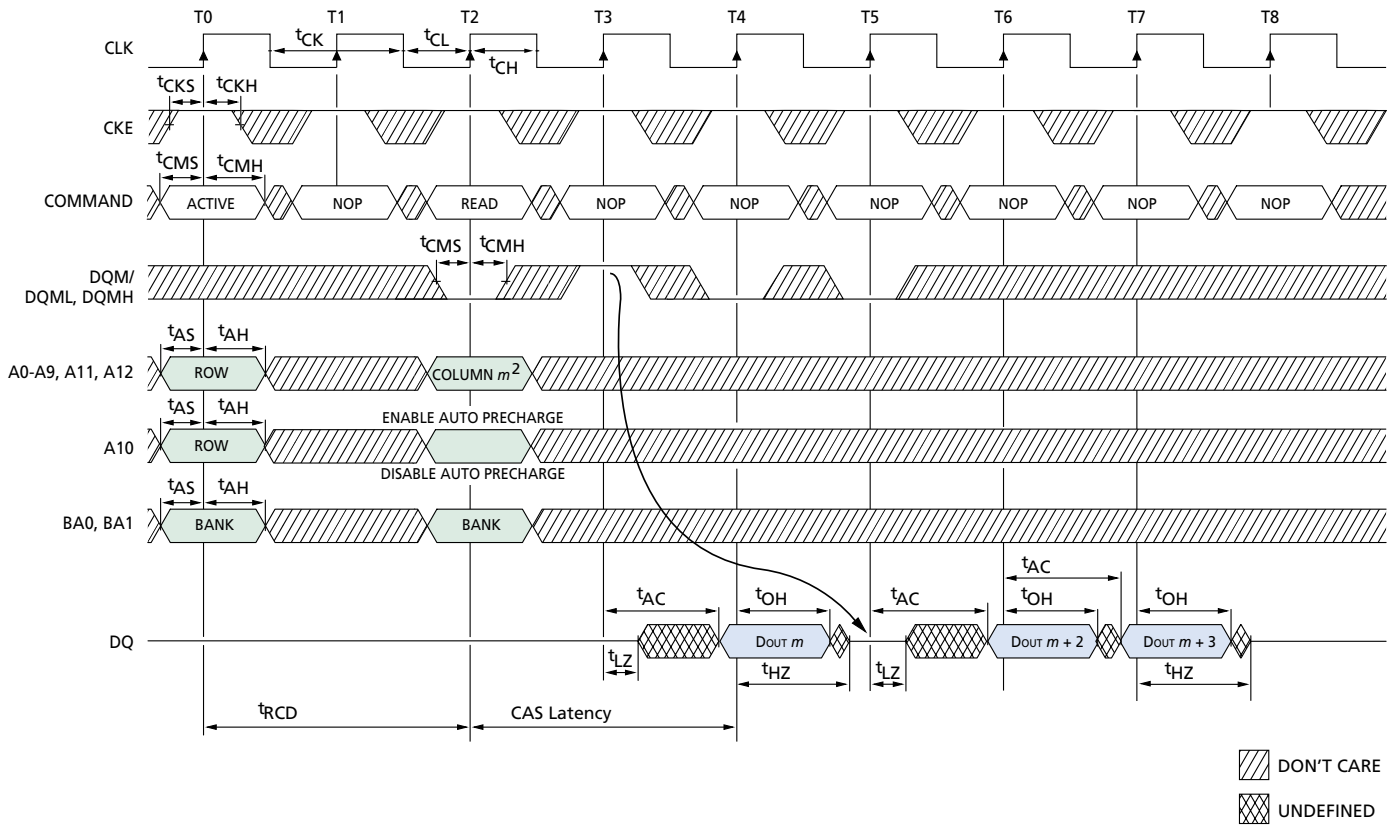 T0 T1 T2 T3 T4 T5 T6 T7 T8
CLK
tCK tCL
tCH
tCKS tCKH
CKE
tCMS tCMH
COMMAND ACTIVE NOP READ NOP NOP NOP NOP NOP NOP
tCMS tCMH
DQM/
DQML, DQMH
tAS tAH
A0-A9, A11, A12 ROW COLUMN m2
tAS tAH
ENABLE AUTO PRECHARGE
A10 ROW
DISABLE AUTO PRECHARGE
tAS tAH
BA0, BA1 BANK BANK
tAC
tAC tOH tAC tOH tOH
DQ DOUT m DOUT m + 2 DOUT m + 3
tLZ tHZ tLZ tHZ
tRCD CAS Latency
DON'T CARE
UNDEFINED